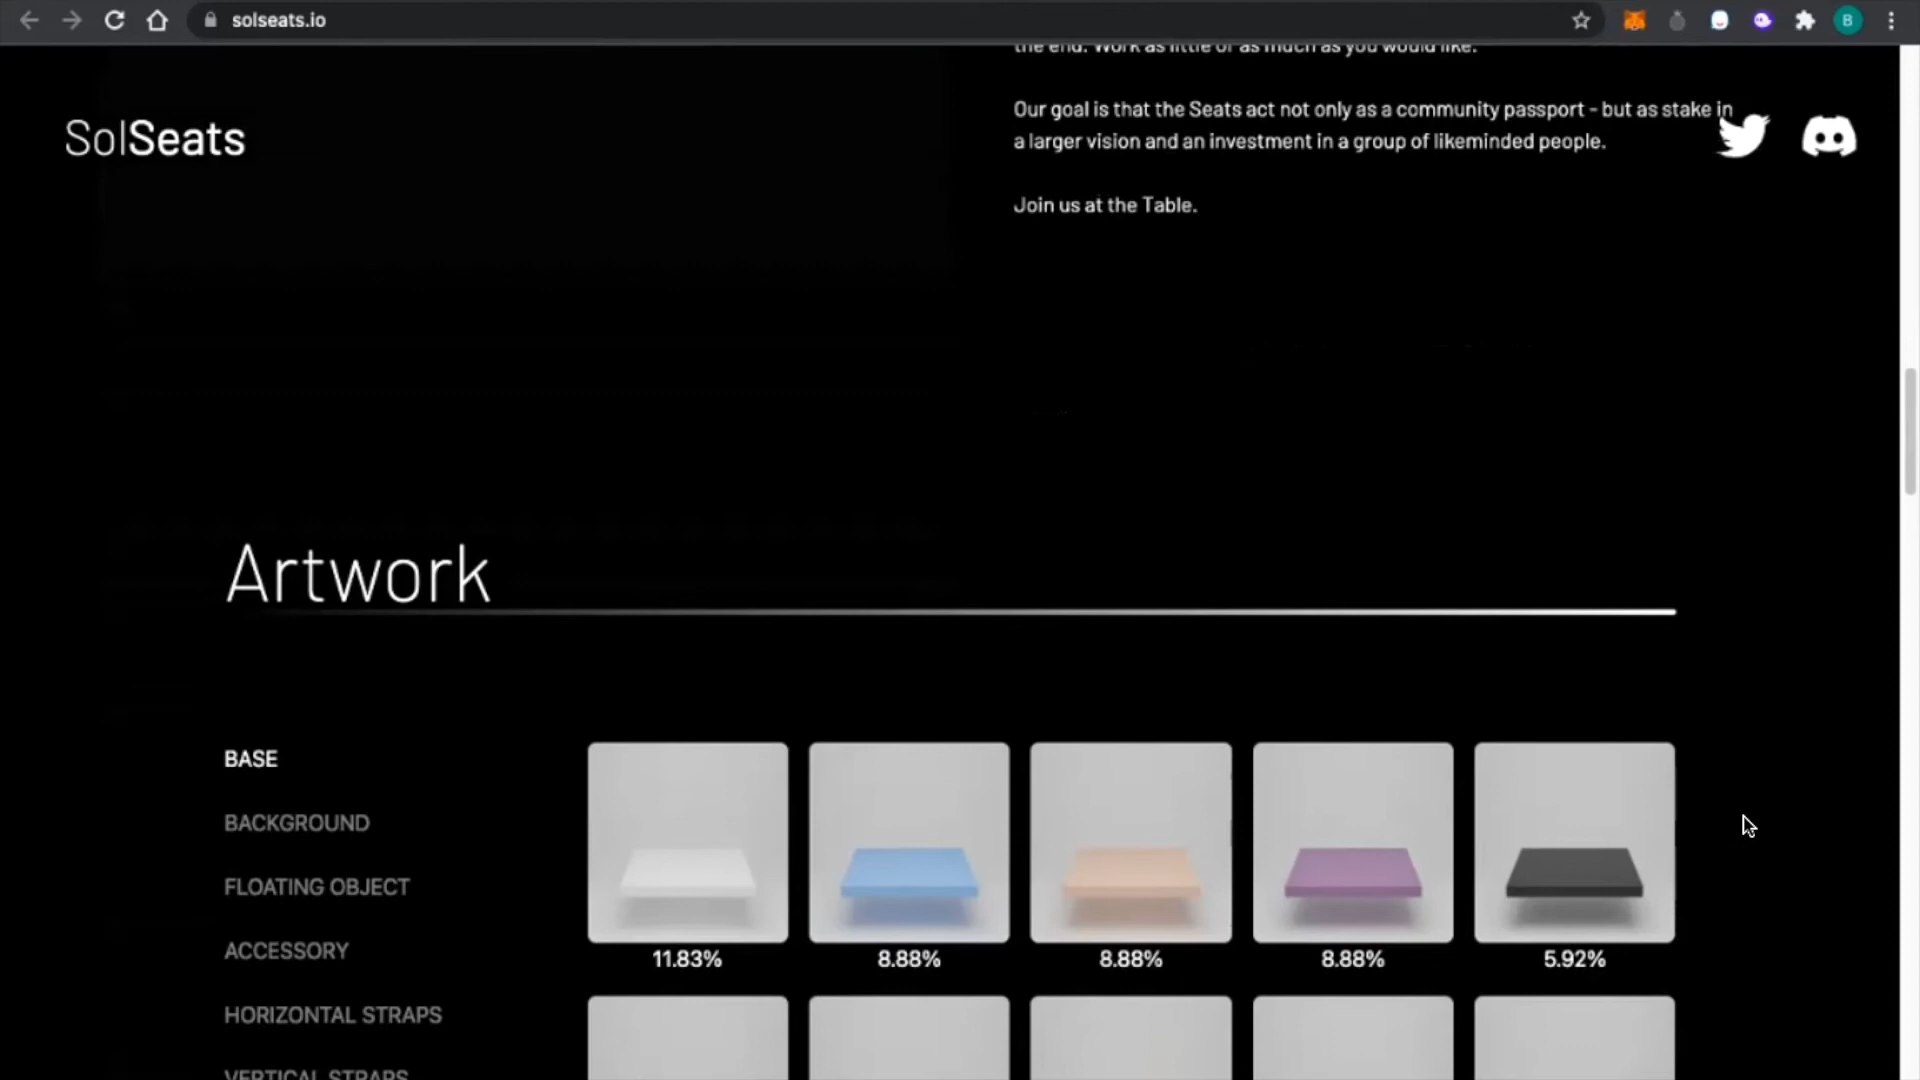 solseats.io
B
the end. Work as little or as much as you would like.
SolSeats
Our goal is that the Seats act not only as a community passport - but as stake in
a larger vision and an investment in a group of likeminded people.
Join us at the Table.
Artwork
BASE
BACKGROUND
FLOATING OBJECT
ACCESSORY
HORIZONTAL STRAPS
VERTICAL STRAPS
11.83%
8.88%
8.88%
8.88%
5.92%